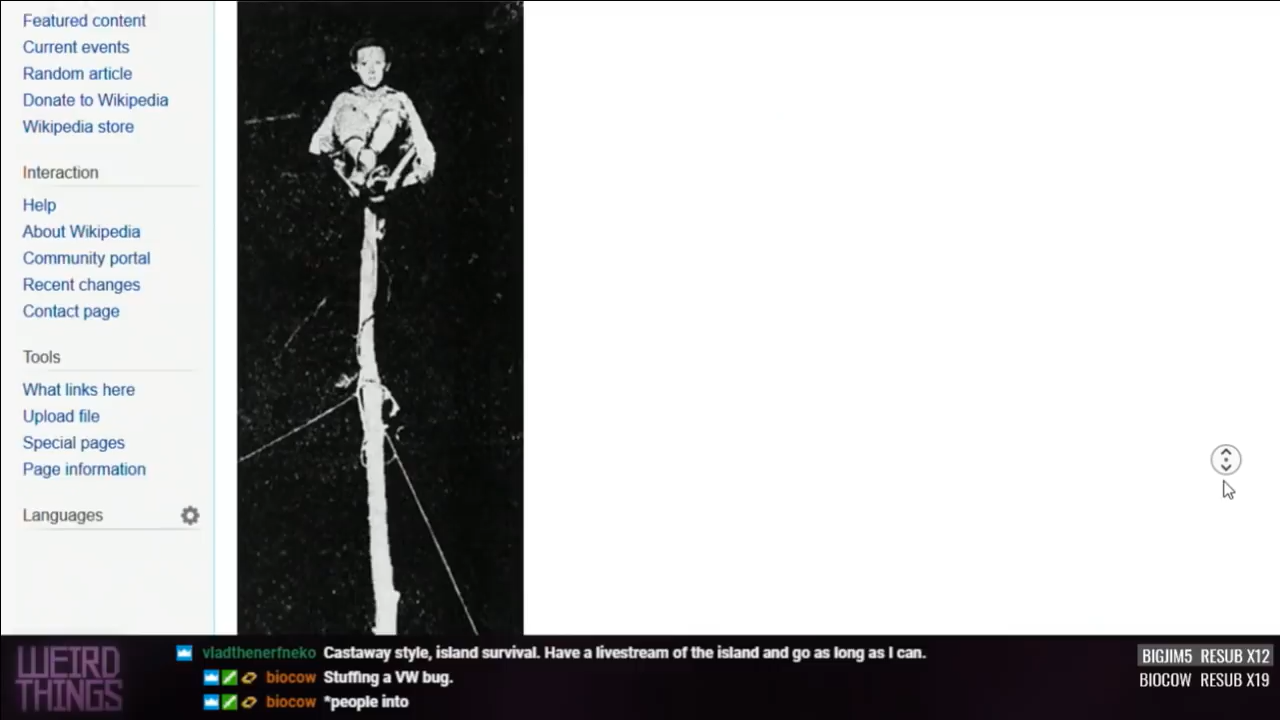 Featured content
Current events
Random article
Donate to Wikipedia
Wikipedia store
Interaction
Help
About Wikipedia
Community portal
Recent changes
Contact page
Tools
What links here
Upload file
Special pages
Page information
Languages
WEIRD
THINGS
vladthenerfneko Castaway style, island survival. Have a livestream of the island and go as long as I can.
biocow Stuffing a VW bug.
biocow *people into
BIGJIM5 RESUB X12
BIOCOW RESUB X19